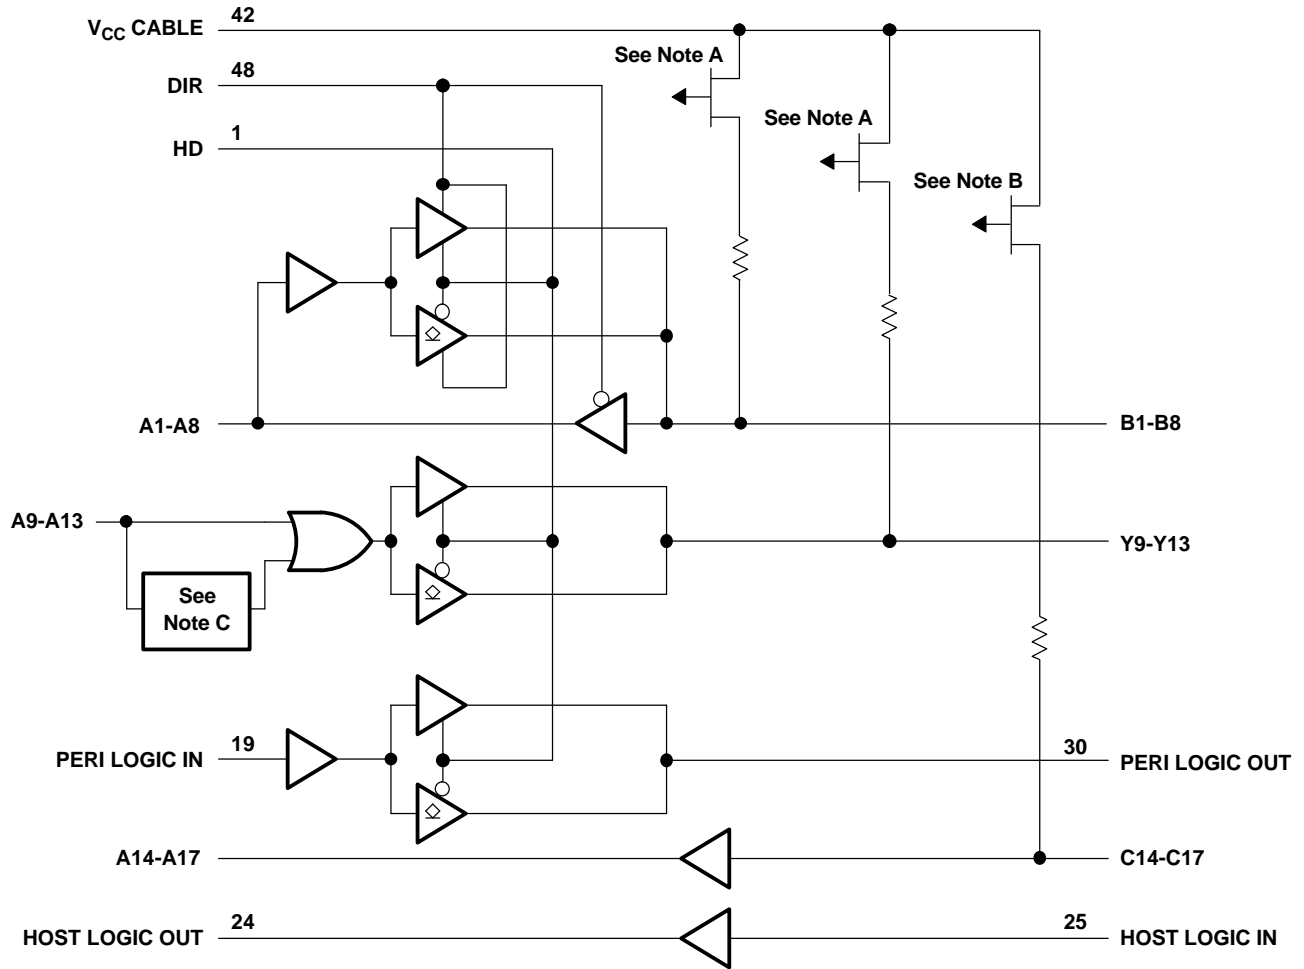 V_CC CABLE 42
DIR 48
HD 1
See Note A
See Note A
See Note B
A1-A8
B1-B8
A9-A13
See
Note C
Y9-Y13
PERI LOGIC IN 19
30 PERI LOGIC OUT
A14-A17
C14-C17
HOST LOGIC OUT 24
25 HOST LOGIC IN